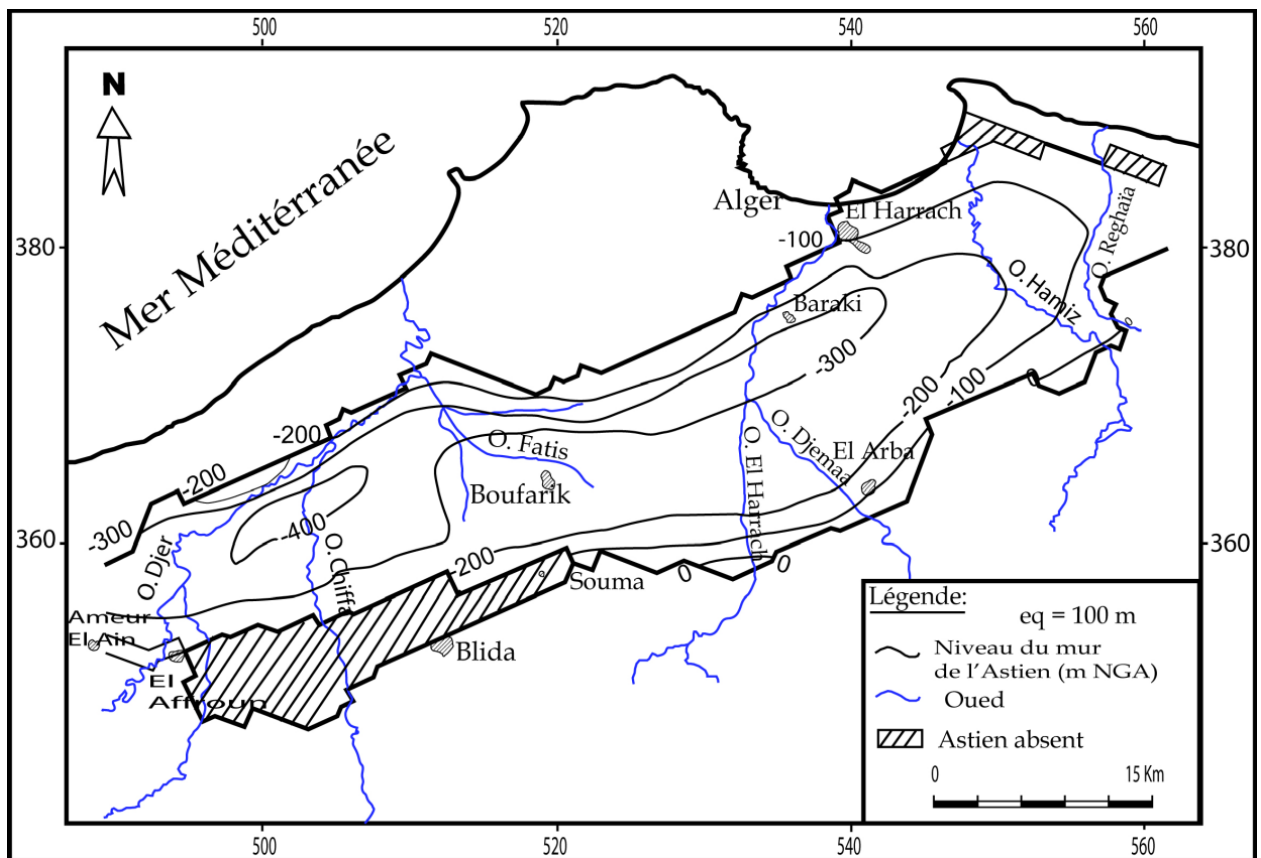 500 520 540 560
N
Mer Méditérranée
Alger
El Harrach
380 -100 380
O. Reghaïa
O. Hamiz
Baraki
-300
-200
-100
-200
O. Fatis
O. Djemaa
El Arba
-200
Boufarik
O. El Harrach
-300
-400
360 360
O.Djer
O.Chiffa
-200
Souma
0 0
0
Ameur
El Ain
Blida
El
Affroun
Légende:
eq = 100 m
Niveau du mur
de l'Astien (m NGA)
Oued
Astien absent
0 15 Km
500 520 540 560